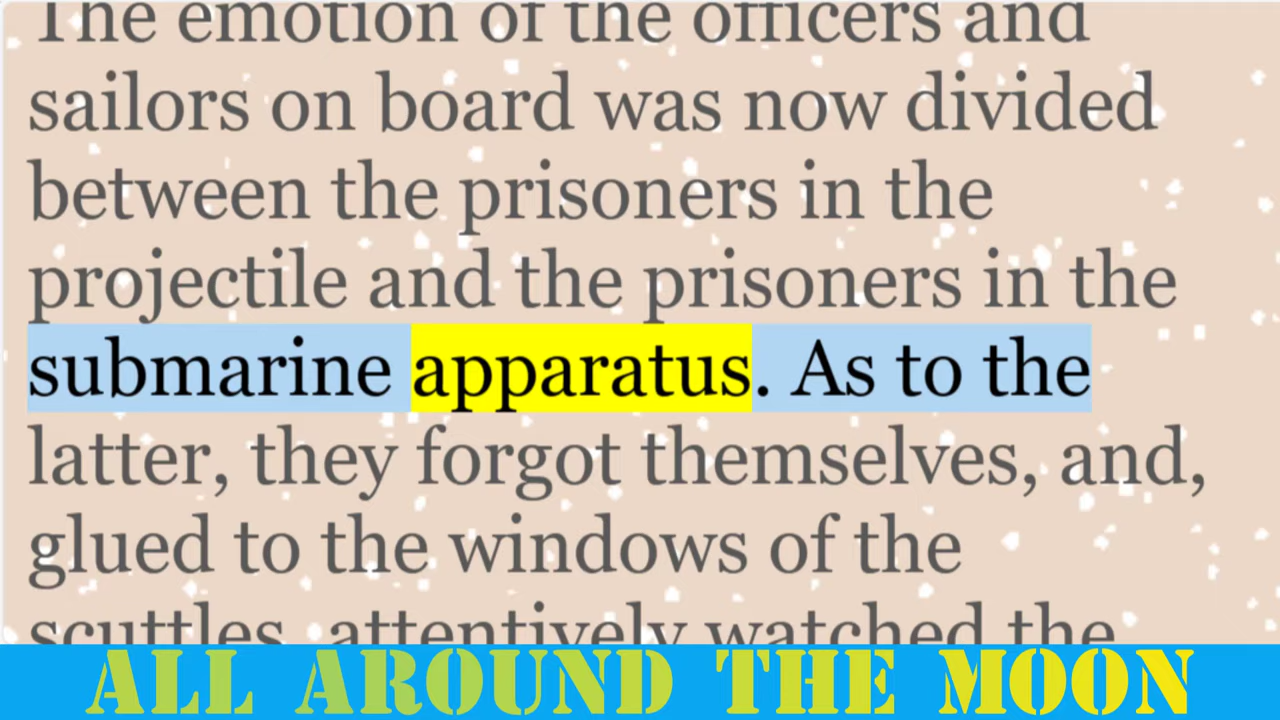 The emotion of the officers and
sailors on board was now divided
between the prisoners in the
projectile and the prisoners in the
submarine apparatus. As to the
latter, they forgot themselves, and,
glued to the windows of the
scuttles, attentively watched the
ALL AROUND THE MOON